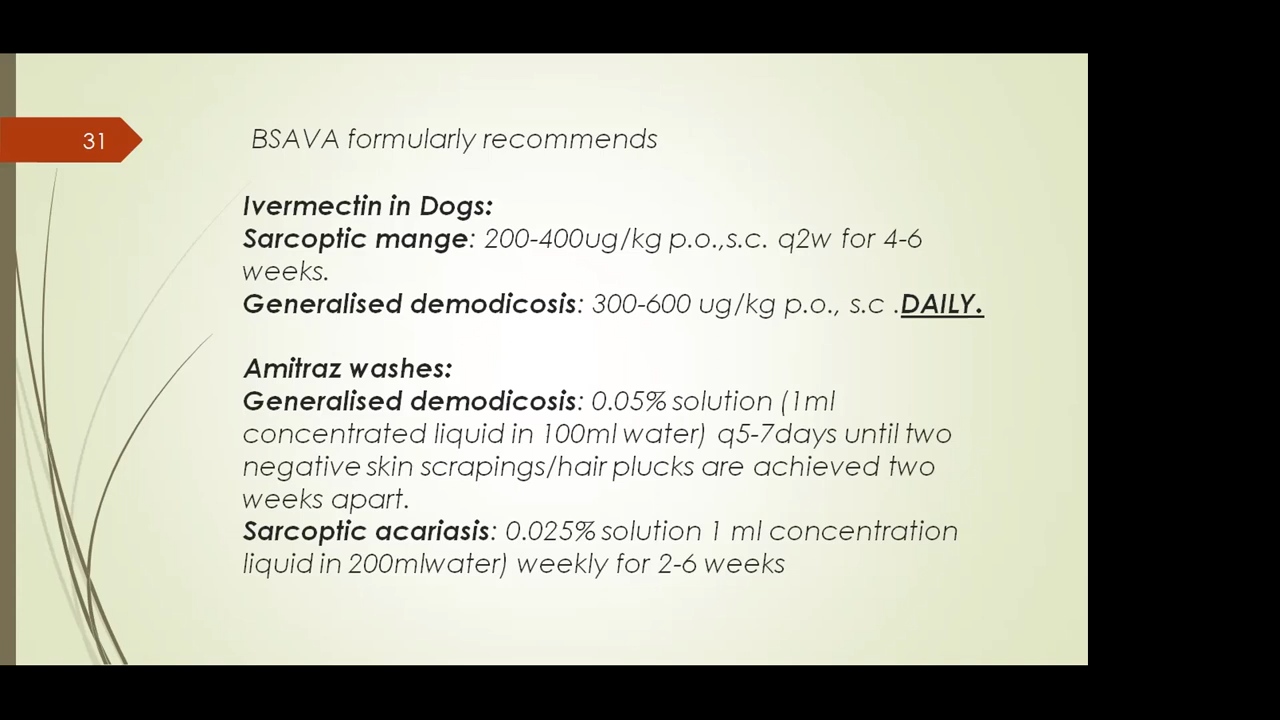 31
BSAVA formularly recommends
Ivermectin in Dogs:
Sarcoptic mange: 200-400ug/kg p.o.,s.c. q2w for 4-6
weeks.
Generalised demodicosis: 300-600 ug/kg p.o., s.c .DAILY.
Amitraz washes:
Generalised demodicosis: 0.05% solution (1ml
concentrated liquid in 100ml water) q5-7days until two
negative skin scrapings/hair plucks are achieved two
weeks apart.
Sarcoptic acariasis: 0.025% solution 1 ml concentration
liquid in 200mlwater) weekly for 2-6 weeks